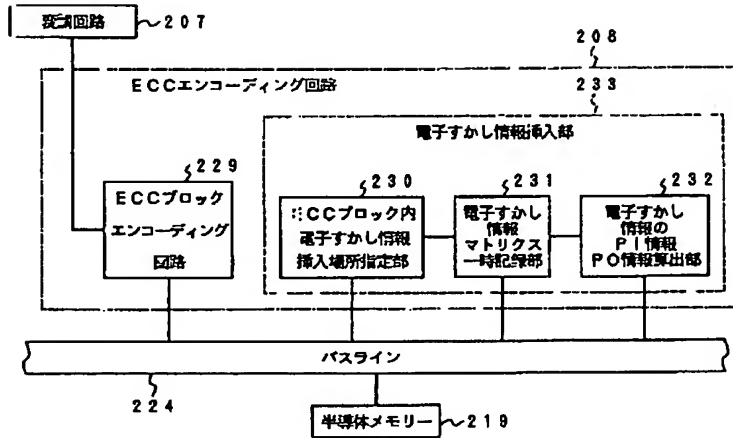 変調回路
207
208
ECCエンコーディング回路
233
電子すかし情報挿入部
229
ECCブロック
エンコーディング
回路
230
ECCブロック内
電子すかし情報
挿入場所指定部
231
電子すかし
情報
マトリクス
一時記録部
232
電子すかし
情報の
PI情報
PO情報算出部
バスライン
224
半導体メモリー
219